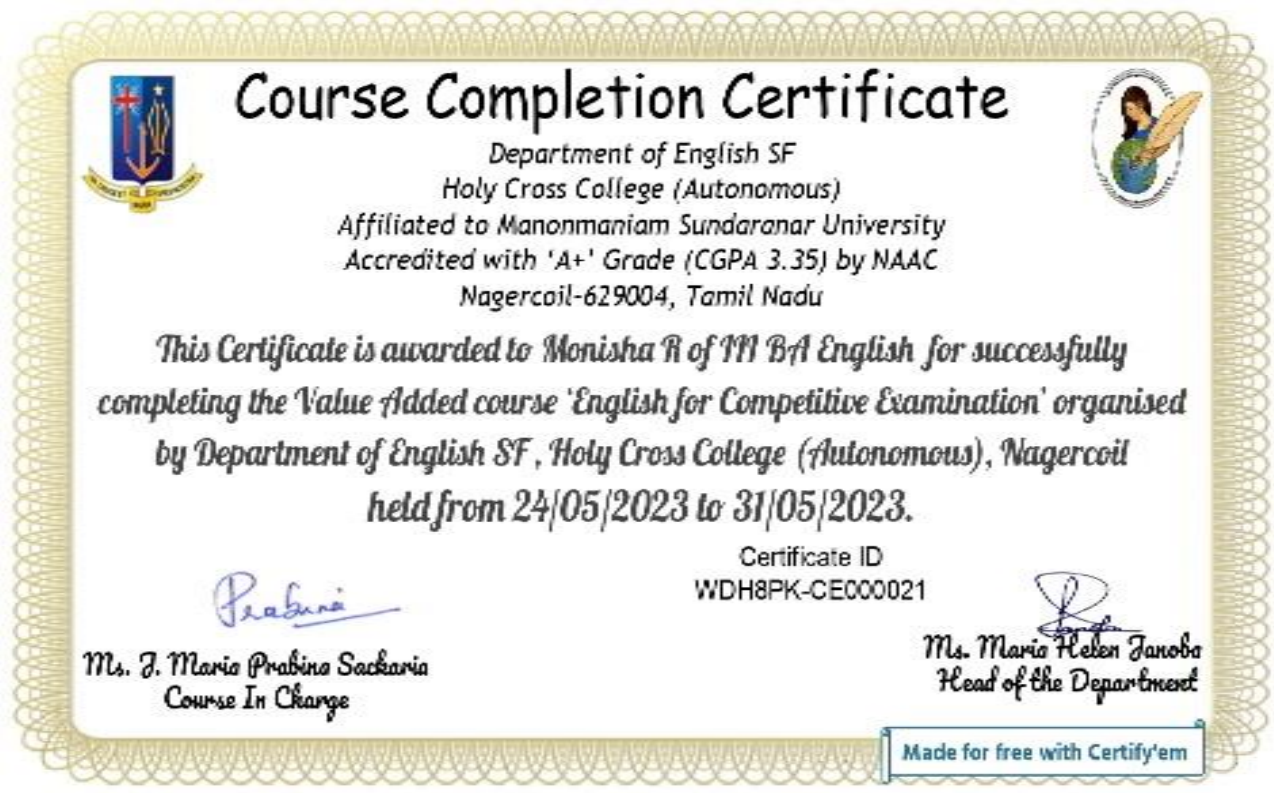 Course Completion Certificate
Department of English SF
Holy Cross College (Autonomous)
Affiliated to Manonmaniam Sundaranar University
Accredited with ‘A+’ Grade (CGPA 3.35) by NAAC
Nagercoil-629004, Tamil Nadu
This Certificate is awarded to Monisha R of III BA English for successfully
completing the Value Added course ‘English for Competitive Examination’ organised
by Department of English SF , Holy Cross College (Autonomous), Nagercoil
held from 24/05/2023 to 31/05/2023.
Certificate ID
WDH8PK-CE000021
Prabina
Ms. J. Maria Prabina Sackaria
Course In Charge
Ms. Maria Helen Janoba
Head of the Department
Made for free with Certify'em